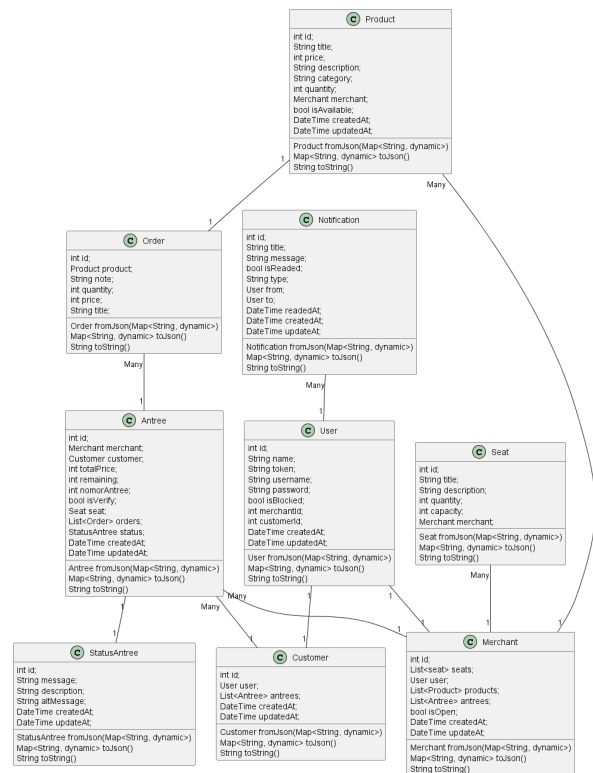 C Product
int id;
String title;
int price;
String description;
String category;
int quantity;
Merchant merchant;
bool isAvailable;
DateTime createdAt;
DateTime updatedAt;
Product fromJson(Map<String, dynamic>)
Map<String, dynamic> toJson()
String toString()
1
Many
1
C Order
int id;
Product product;
String note;
int quantity;
int price;
String title;
Order fromJson(Map<String, dynamic>)
Map<String, dynamic> toJson()
String toString()
Many
1
C Notification
int id;
String title;
String message;
bool isReaded;
String type;
User from;
User to;
DateTime readedAt;
DateTime createdAt;
DateTime updateAt;
Notification fromJson(Map<String, dynamic>)
Map<String, dynamic> toJson()
String toString()
Many
1
C Antree
int id;
Merchant merchant;
Customer customer;
int totalPrice;
int remaining;
int nomorAntree;
bool isVerify;
Seat seat;
List<Order> orders;
StatusAntree status;
DateTime createdAt;
DateTime updatedAt;
Antree fromJson(Map<String, dynamic>)
Map<String, dynamic> toJson()
String toString()
C User
int id;
String name;
String token;
String username;
String password;
bool isBlocked;
int merchantId;
int customerId;
DateTime createdAt;
DateTime updatedAt;
User fromJson(Map<String, dynamic>)
Map<String, dynamic> toJson()
String toString()
C Seat
int id;
String title;
String description;
int quantity;
int capacity;
Merchant merchant;
Seat fromJson(Map<String, dynamic>)
Map<String, dynamic> toJson()
String toString()
1
Many
Many
1
1
Many
1
1
1
1
1
1
1
C StatusAntree
int id;
String message;
String description;
String altMessage;
DateTime createdAt;
DateTime updateAt;
StatusAntree fromJson(Map<String, dynamic>)
Map<String, dynamic> toJson()
String toString()
C Customer
int id;
User user;
List<Antree> antrees;
DateTime createdAt;
DateTime updatedAt;
Customer fromJson(Map<String, dynamic>)
Map<String, dynamic> toJson()
String toString()
C Merchant
int id;
List<seat> seats;
User user;
List<Product> products;
List<Antree> antrees;
bool isOpen;
DateTime createdAt;
DateTime updateAt;
Merchant fromJson(Map<String, dynamic>)
Map<String, dynamic> toJson()
String toString()